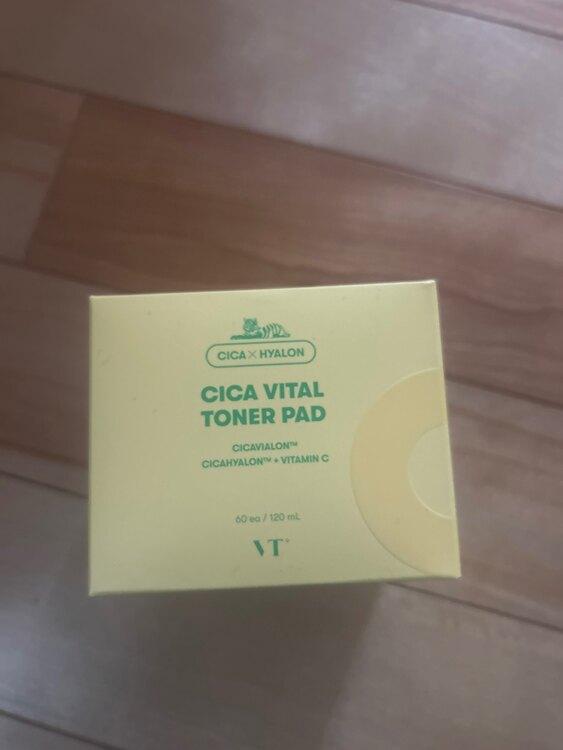 CICA × HYALON
CICA VITAL
TONER PAD
CICAVIALON™
CICAHYALON™ + VITAMIN C
60 ea / 120 mL
VT®